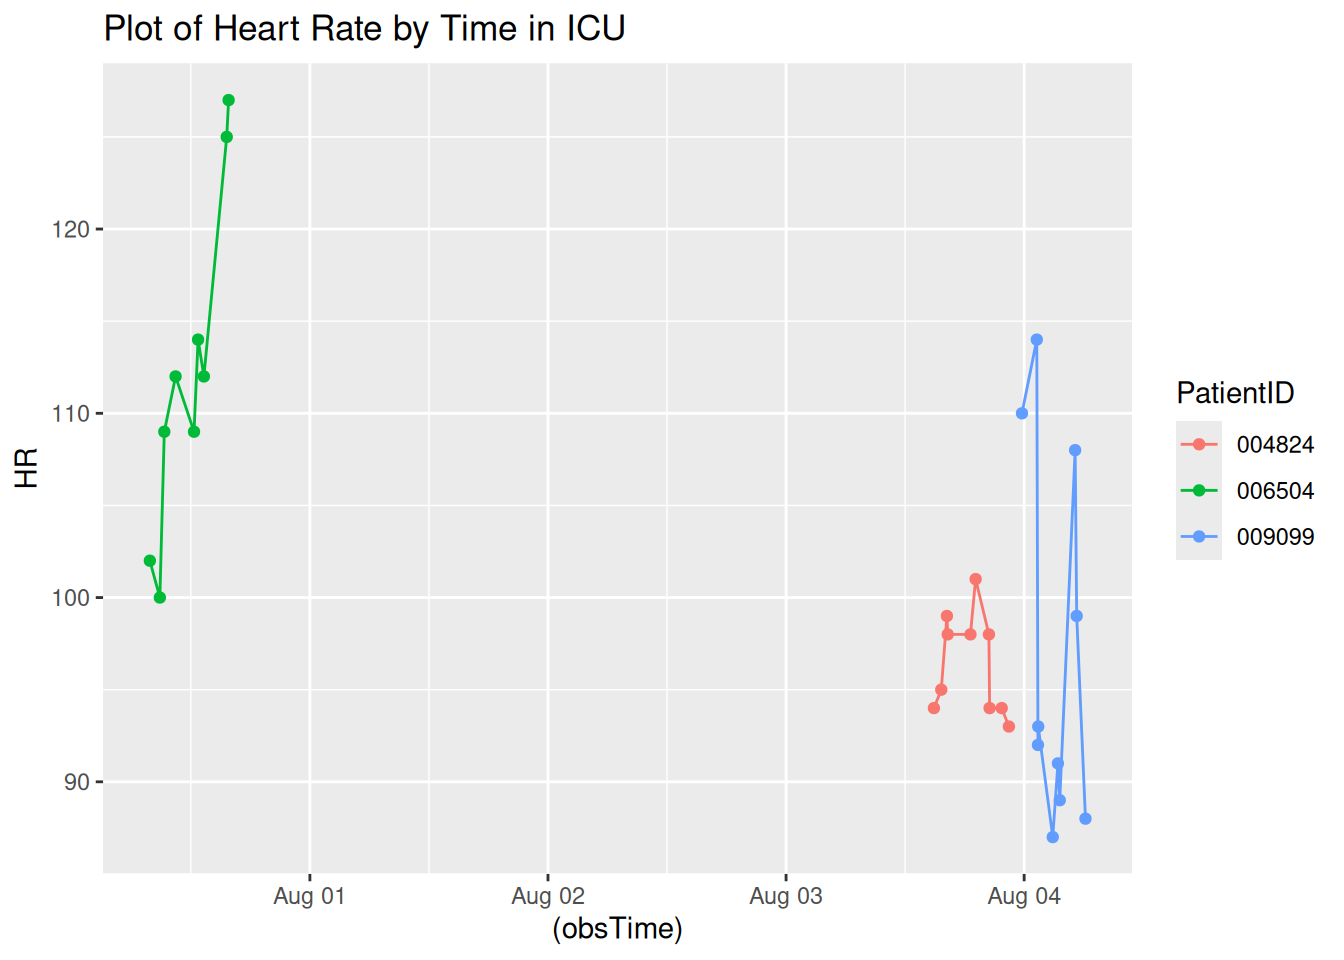 Plot of Heart Rate by Time in ICU
HR
120
110
100
90
Aug 01 Aug 02 Aug 03 Aug 04
(obsTime)
PatientID
004824
006504
009099